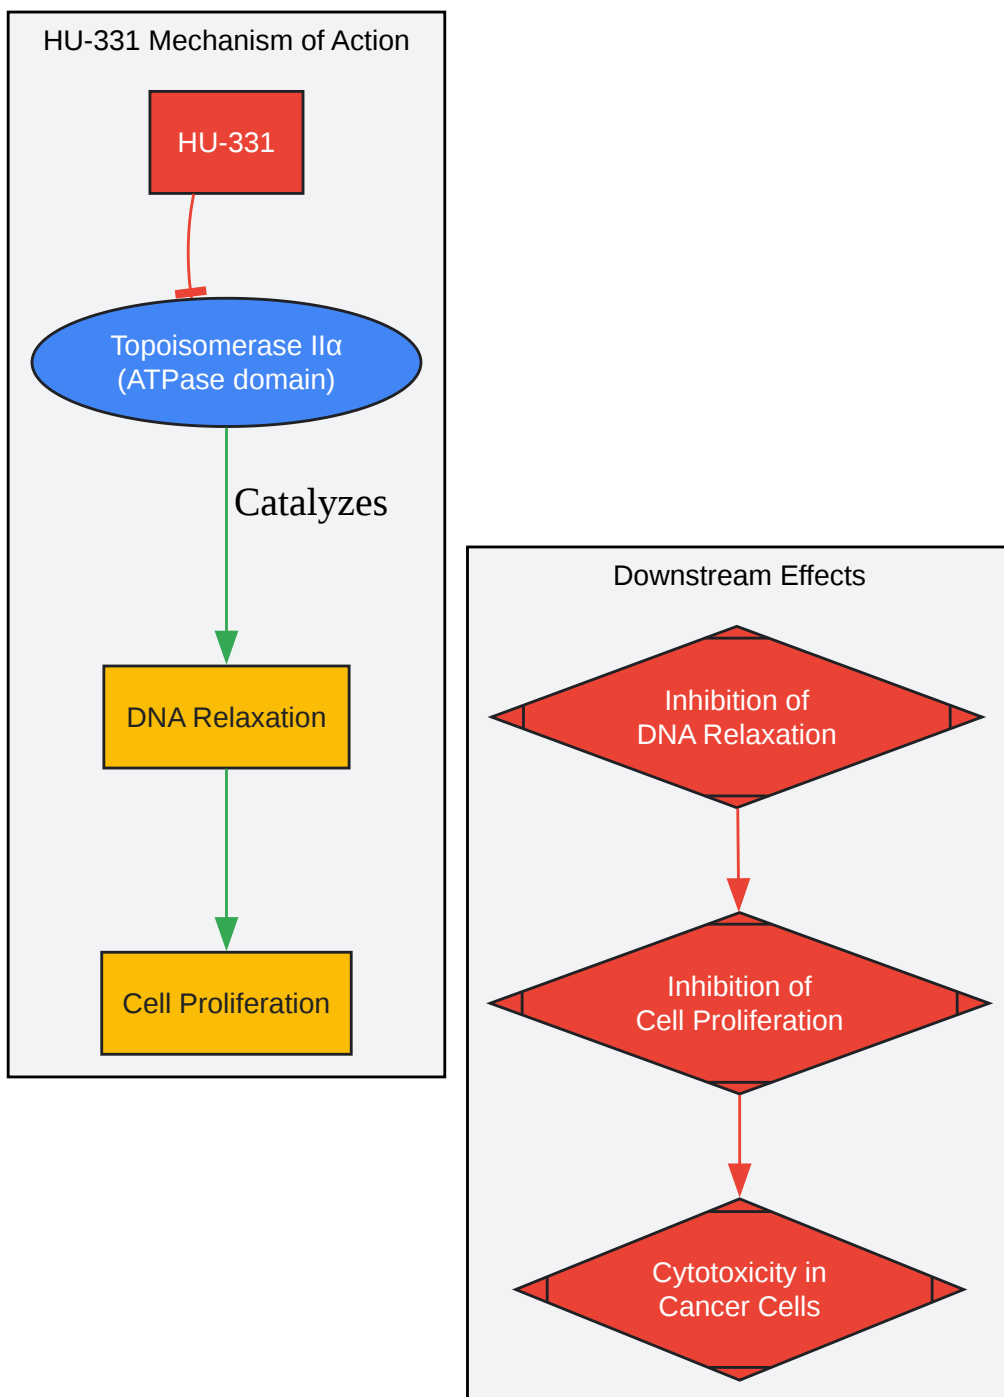 HU-331 Mechanism of Action
HU-331
Topoisomerase IIα
(ATPase domain)
Catalyzes
DNA Relaxation
Cell Proliferation
Downstream Effects
Inhibition of
DNA Relaxation
Inhibition of
Cell Proliferation
Cytotoxicity in
Cancer Cells